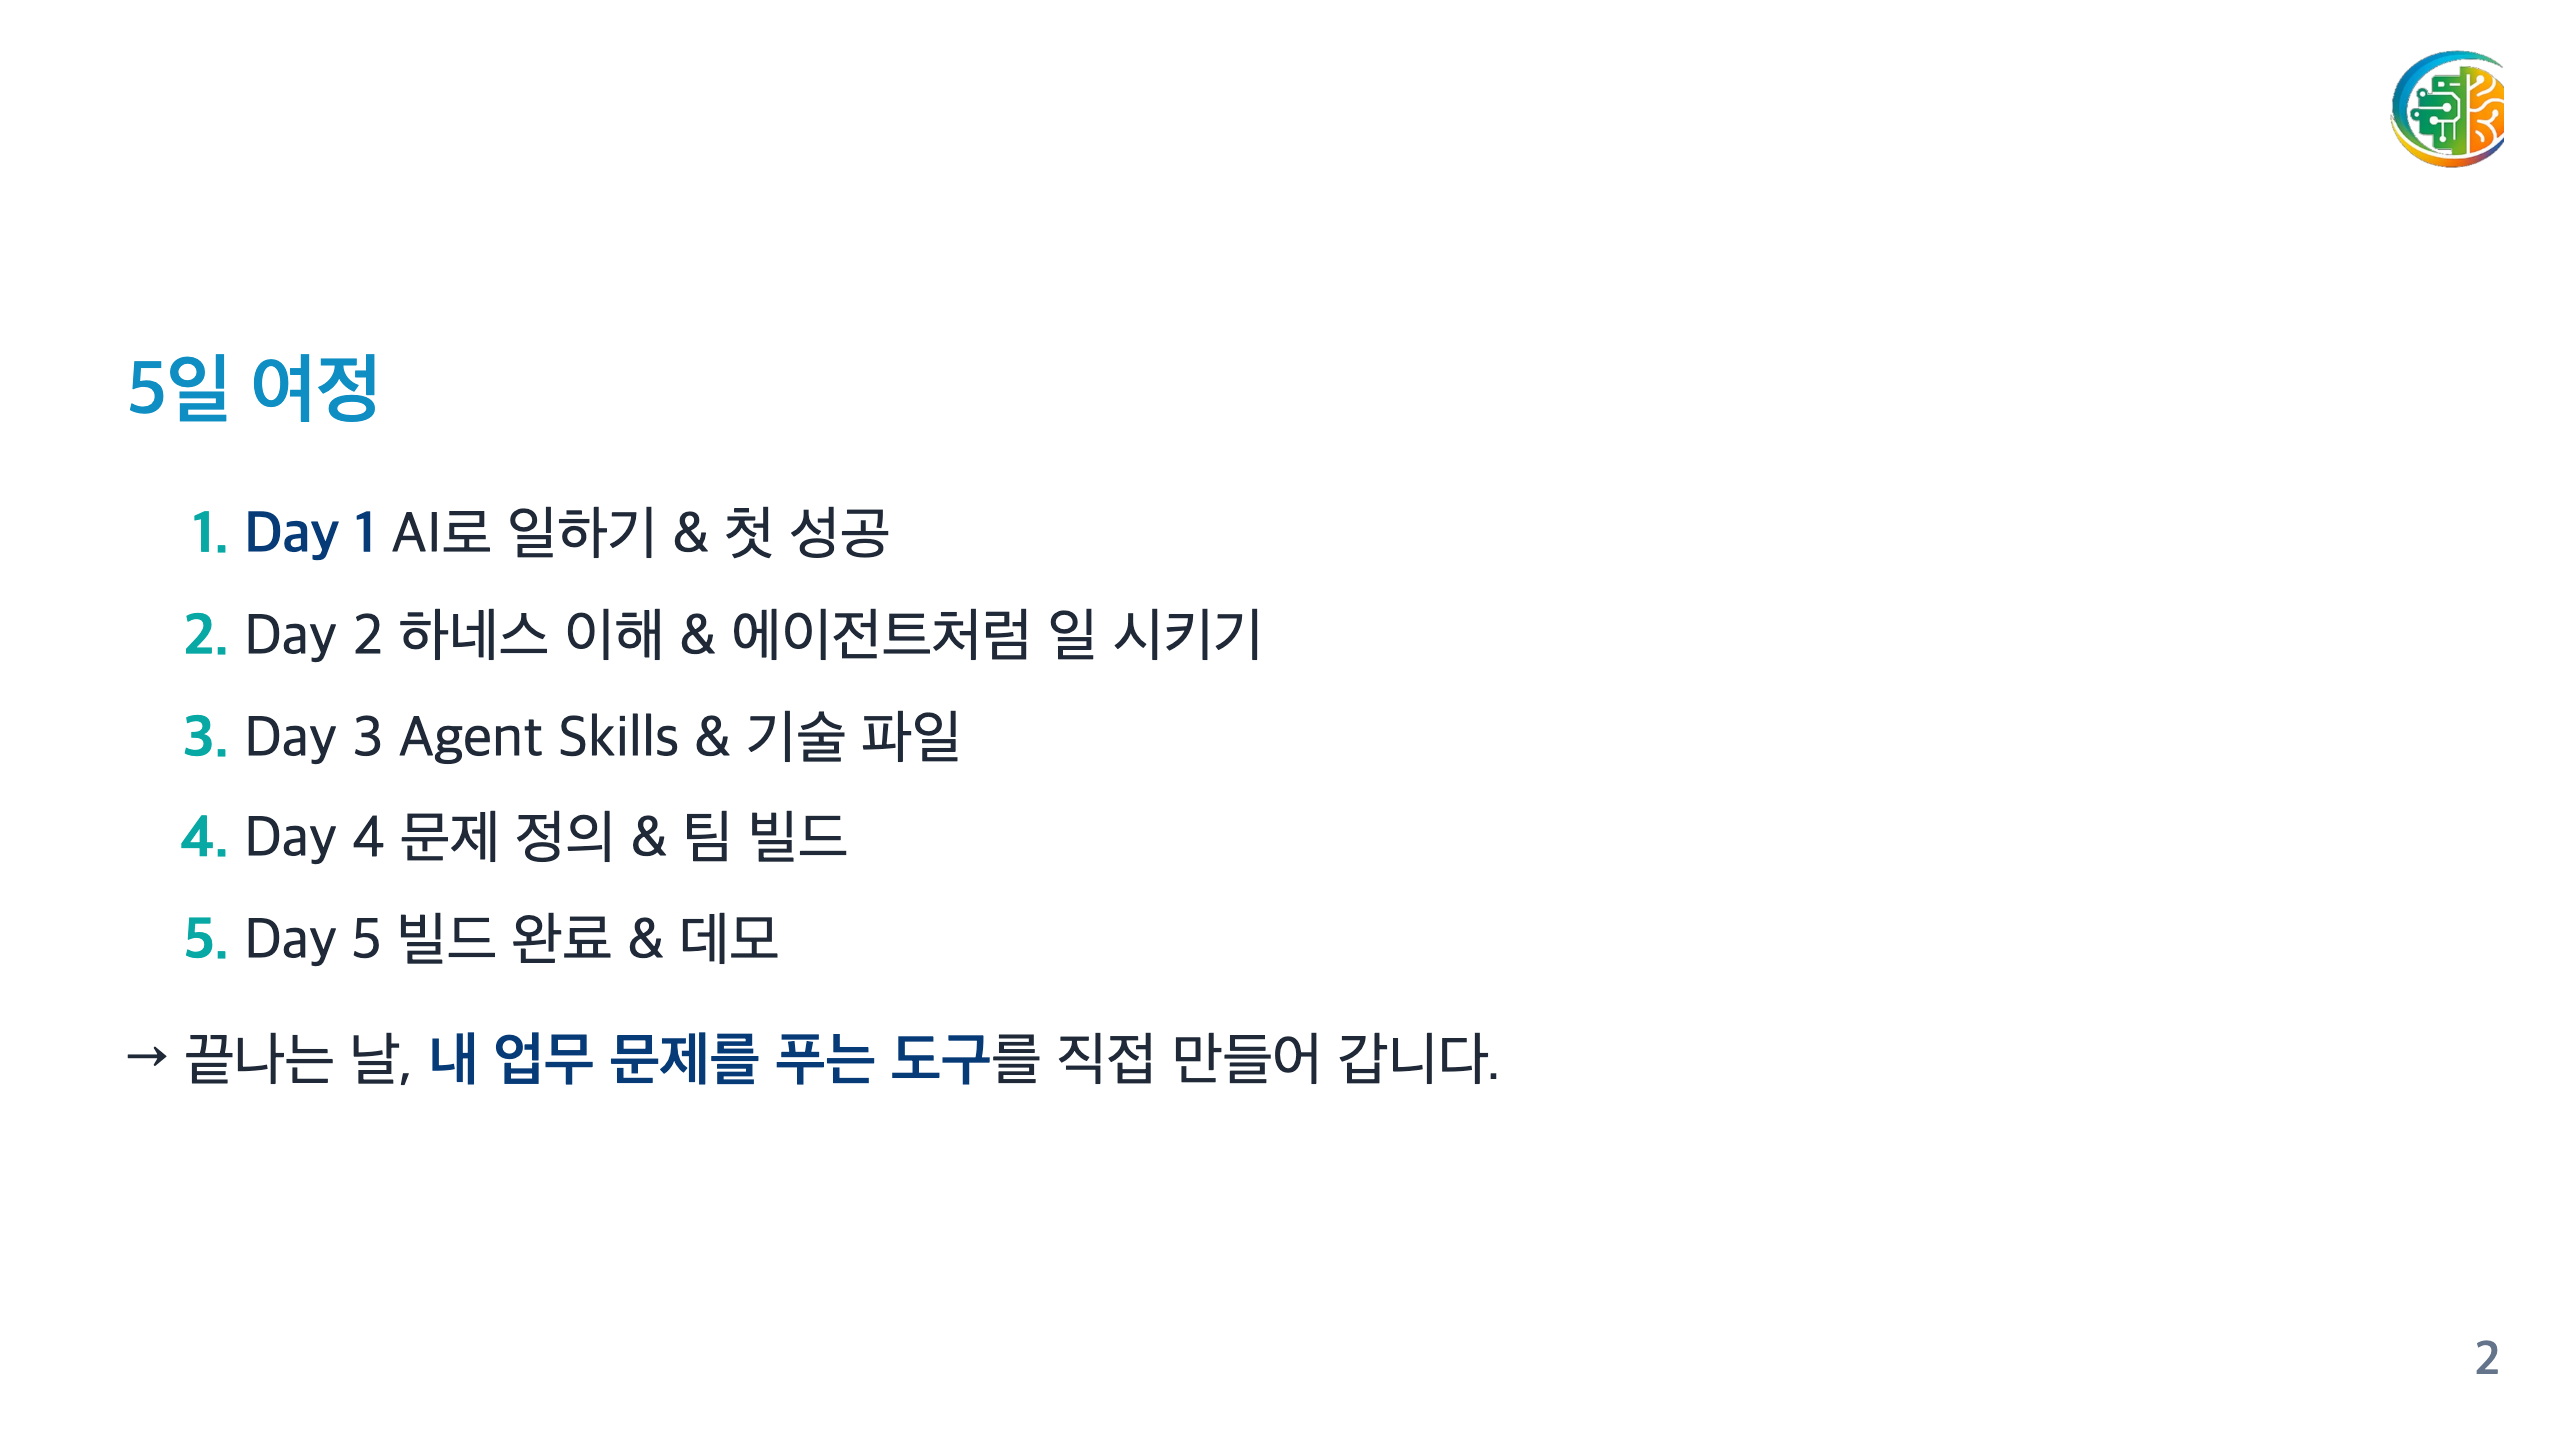 5일 여정
1. Day 1 AI로 일하기 & 첫 성공
2. Day 2 하네스 이해 & 에이전트처럼 일 시키기
3. Day 3 Agent Skills & 기술 파일
4. Day 4 문제 정의 & 팀 빌드
5. Day 5 빌드 완료 & 데모
→ 끝나는 날, 내 업무 문제를 푸는 도구를 직접 만들어 갑니다.
2